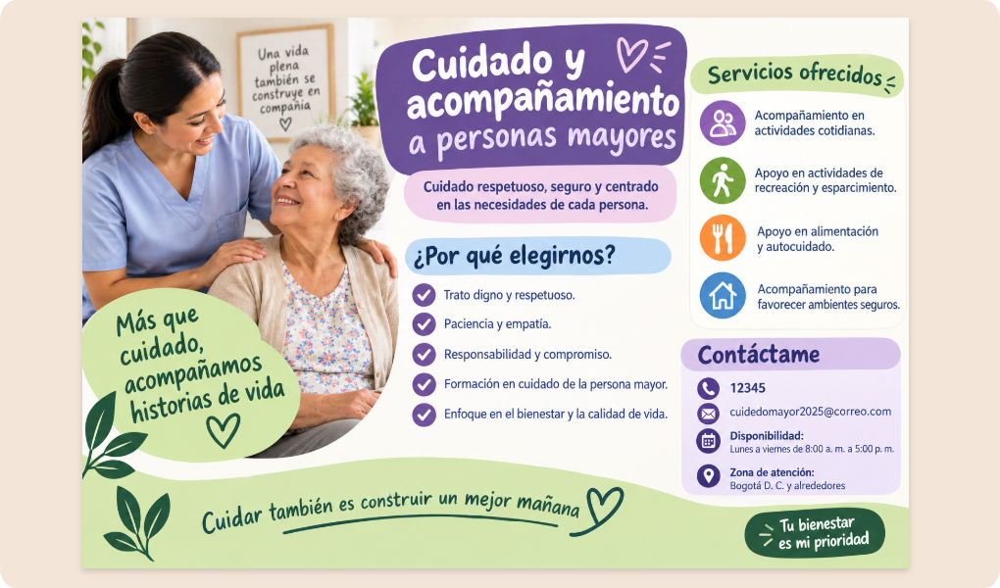 Una vida
plena
también se
construye en
compañía
Cuidado y
acompañamiento
a personas mayores
Cuidado respetuoso, seguro y centrado
en las necesidades de cada persona.
¿Por qué elegirnos?
Trato digno y respetuoso.
Paciencia y empatía.
Responsabilidad y compromiso.
Formación en cuidado de la persona mayor.
Enfoque en el bienestar y la calidad de vida.
Más que
cuidado,
acompañamos
historias de vida
Servicios ofrecidos
Acompañamiento en
actividades cotidianas.
Apoyo en actividades de
recreación y esparcimiento.
Apoyo en alimentación
y autocuidado.
Acompañamiento para
favorecer ambientes seguros.
Contáctame
12345
cuidedomayor2025@correo.com
Disponibilidad:
Lunes a viernes de 8:00 a. m. a 5:00 p. m.
Zona de atención:
Bogotá D. C. y alrededores
Cuidar también es construir un mejor mañana
Tu bienestar
es mi prioridad